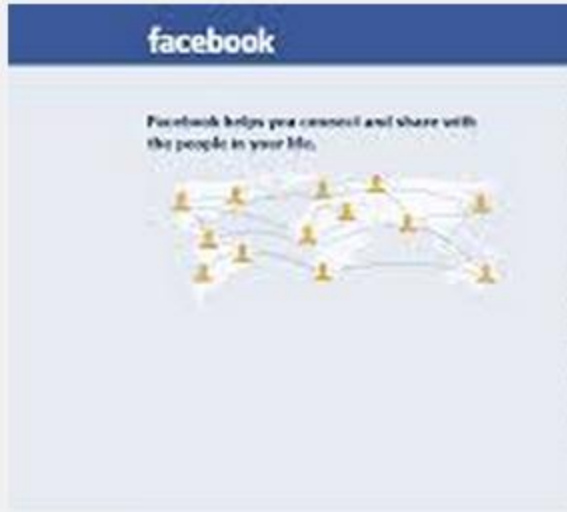 facebook
Facebook helps you connect and share with
the people in your life.